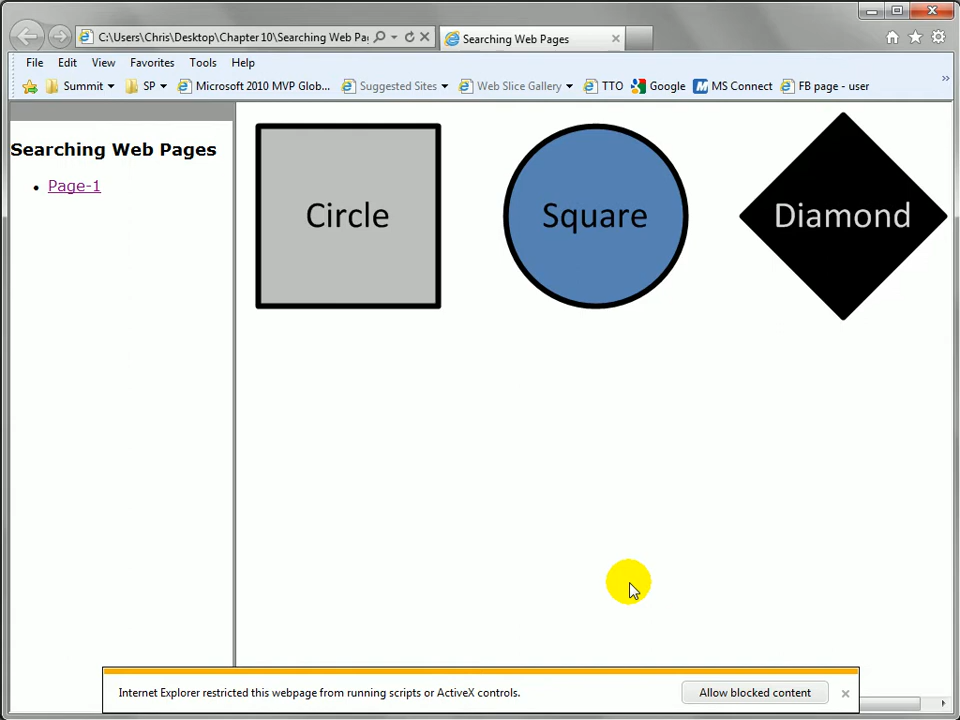 C:\Users\Chris\Desktop\Chapter 10\Searching Web Pa
Searching Web Pages
File Edit View Favorites Tools Help
Summit SP Microsoft 2010 MVP Glob... Suggested Sites Web Slice Gallery TTO Google MS Connect FB page - user
Searching Web Pages
Page-1
Circle Square Diamond
Internet Explorer restricted this webpage from running scripts or ActiveX controls. Allow blocked content